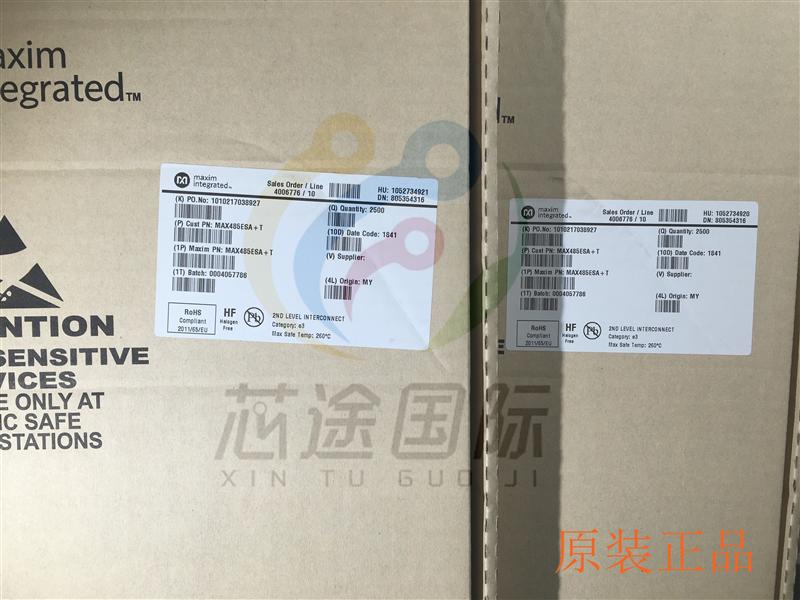 axim
egrated™
™
maxim
integrated™
Sales Order / Line
4006776 / 10
HU: 1052734921
DN: 805354316
(K) PO.No: 1010217038927
(Q) Quantity: 2500
(P) Cust PN: MAX485ESA+T
(10D) Date Code: 1841
(1P) Maxim PN: MAX485ESA+T
(V) Supplier:
(1T) Batch: 0004057786
(4L) Origin: MY
RoHS
Compliant
2011/65/EU
HF
Halogen
Free
Pb
2ND LEVEL INTERCONNECT
Category: e3
Max Safe Temp: 260°C
maxim
integrated™
Sales Order / Line
4006776 / 10
HU: 1052734920
DN: 805354316
(K) PO.No: 1010217038927
(Q) Quantity: 2500
(P) Cust PN: MAX485ESA+T
(10D) Date Code: 1841
(1P) Maxim PN: MAX485ESA+T
(V) Supplier:
(1T) Batch: 0004057786
(4L) Origin: MY
RoHS
Compliant
2011/65/EU
HF
Halogen
Free
Pb
2ND LEVEL INTERCONNECT
Category: e3
Max Safe Temp: 260°C
ENTION
SENSITIVE
VICES
E ONLY AT
IC SAFE
STATIONS
芯途国际
XIN TU GUO JI
原装正品